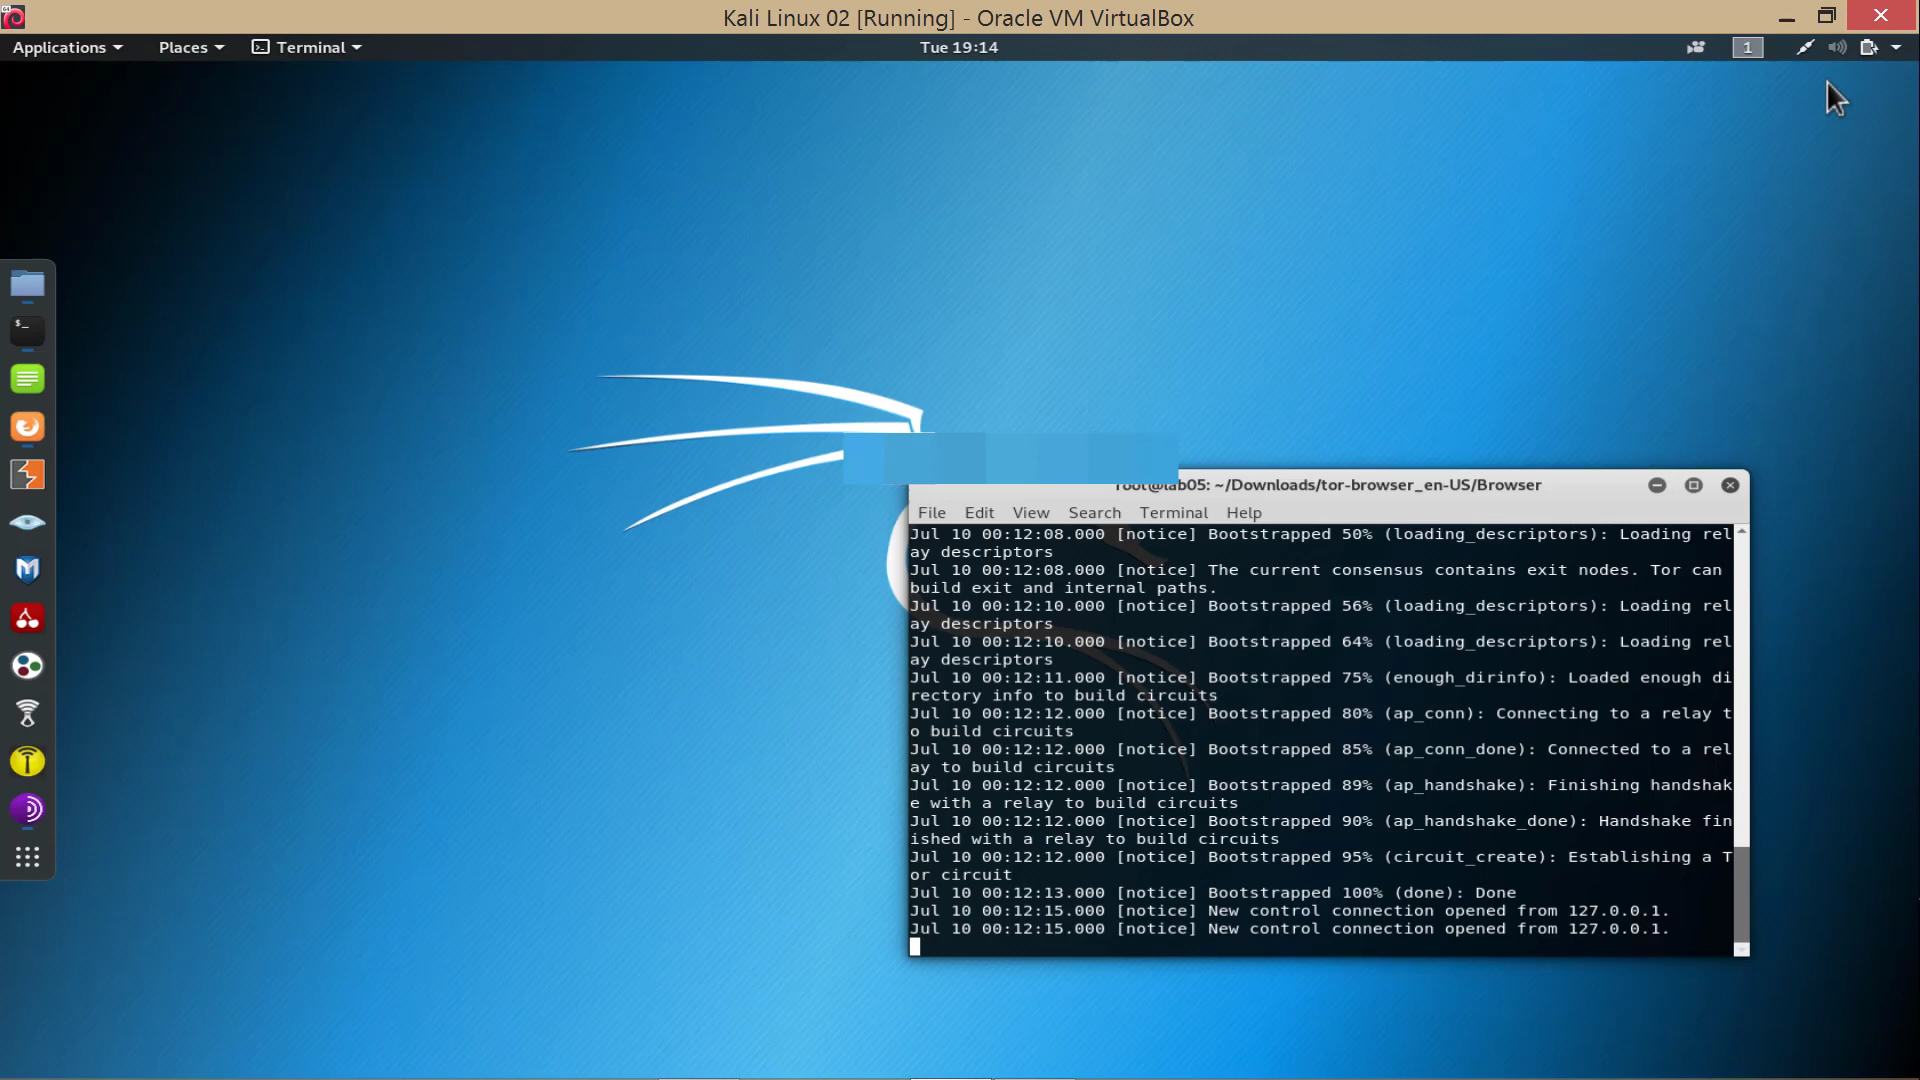 Kali Linux 02 [Running] - Oracle VM VirtualBox
Applications Places Terminal Tue 19:14 1
root@lab05: ~/Downloads/tor-browser_en-US/Browser
File Edit View Search Terminal Help
Jul 10 00:12:08.000 [notice] Bootstrapped 50% (loading_descriptors): Loading rel
ay descriptors
Jul 10 00:12:08.000 [notice] The current consensus contains exit nodes. Tor can
build exit and internal paths.
Jul 10 00:12:10.000 [notice] Bootstrapped 56% (loading_descriptors): Loading rel
ay descriptors
Jul 10 00:12:10.000 [notice] Bootstrapped 64% (loading_descriptors): Loading rel
ay descriptors
Jul 10 00:12:11.000 [notice] Bootstrapped 75% (enough_dirinfo): Loaded enough di
rectory info to build circuits
Jul 10 00:12:12.000 [notice] Bootstrapped 80% (ap_conn): Connecting to a relay t
o build circuits
Jul 10 00:12:12.000 [notice] Bootstrapped 85% (ap_conn_done): Connected to a rel
ay to build circuits
Jul 10 00:12:12.000 [notice] Bootstrapped 89% (ap_handshake): Finishing handshak
e with a relay to build circuits
Jul 10 00:12:12.000 [notice] Bootstrapped 90% (ap_handshake_done): Handshake fin
ished with a relay to build circuits
Jul 10 00:12:12.000 [notice] Bootstrapped 95% (circuit_create): Establishing a T
or circuit
Jul 10 00:12:13.000 [notice] Bootstrapped 100% (done): Done
Jul 10 00:12:15.000 [notice] New control connection opened from 127.0.0.1.
Jul 10 00:12:15.000 [notice] New control connection opened from 127.0.0.1.